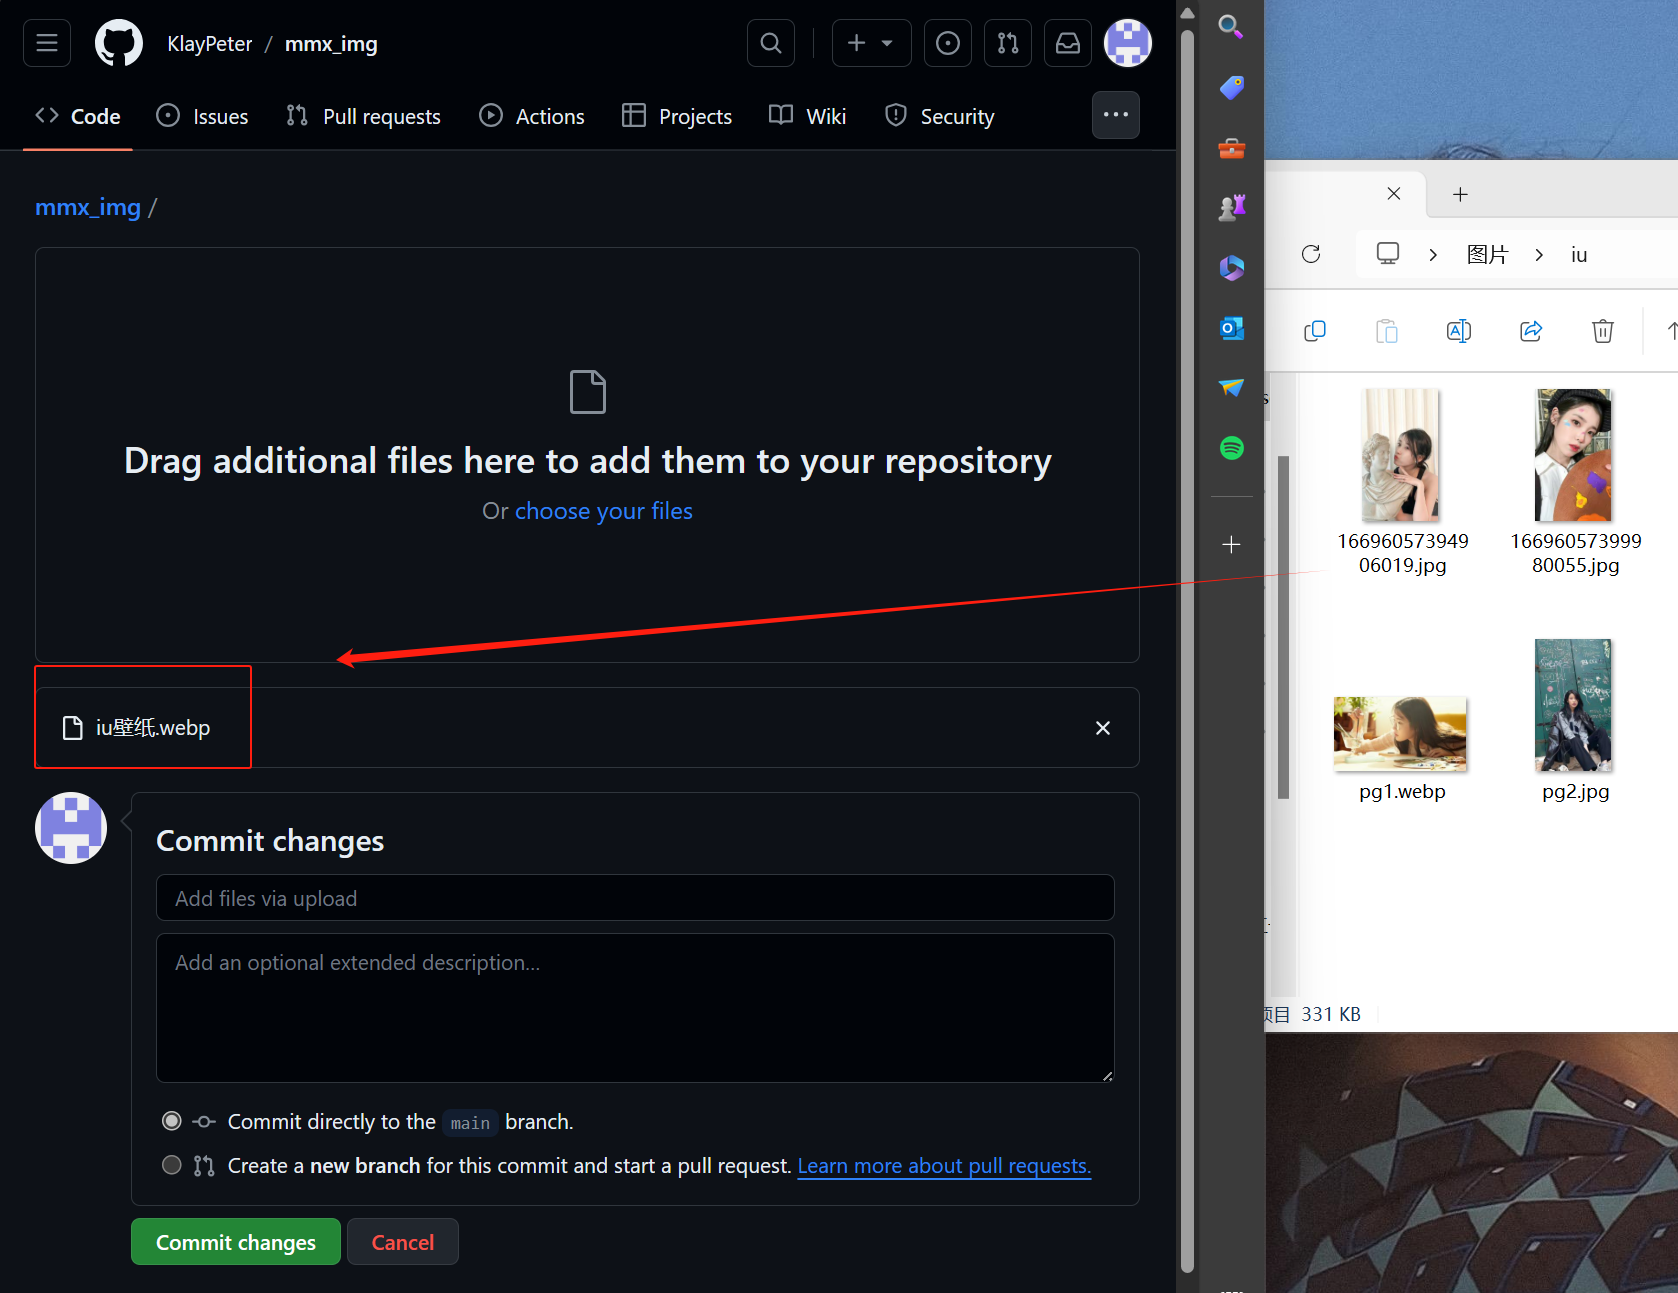 KlayPeter / mmx_img
Code
Issues
Pull requests
Actions
Projects
Wiki
Security
mmx_img /
Drag additional files here to add them to your repository
Or choose your files
iu壁纸.webp
Commit changes
Add files via upload
Add an optional extended description...
Commit directly to the main branch.
Create a new branch for this commit and start a pull request. Learn more about pull requests.
Commit changes
Cancel
图片 > iu
166960573949
06019.jpg
166960573999
80055.jpg
pg1.webp
pg2.jpg
项目 331 KB